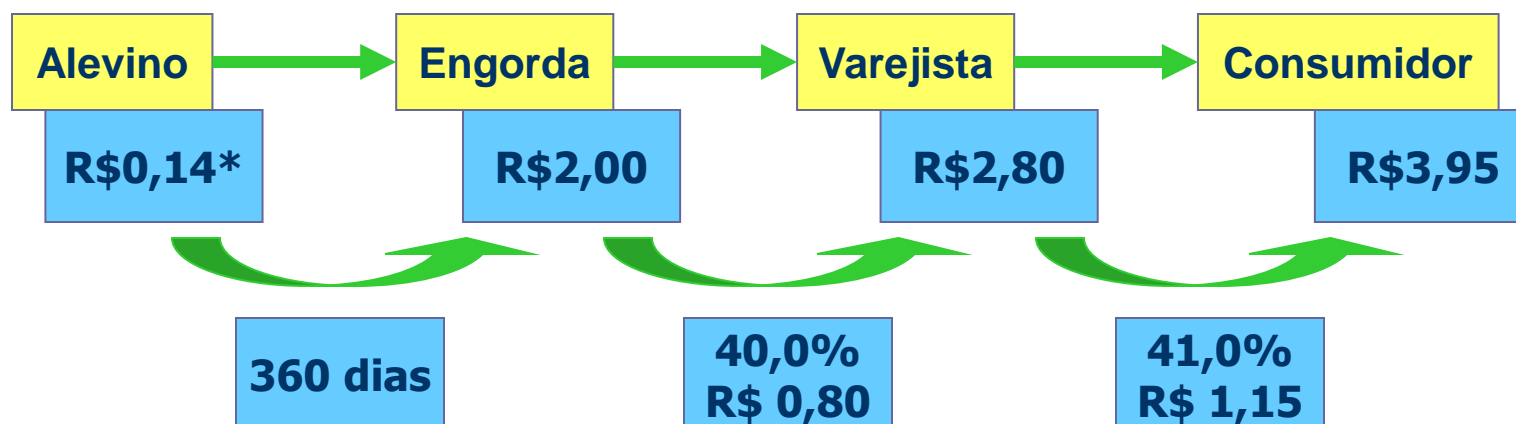 Alevino
Engorda
Varejista
Consumidor
R$0,14*
R$2,00
R$2,80
R$3,95
360 dias
40,0%
R$ 0,80
41,0%
R$ 1,15